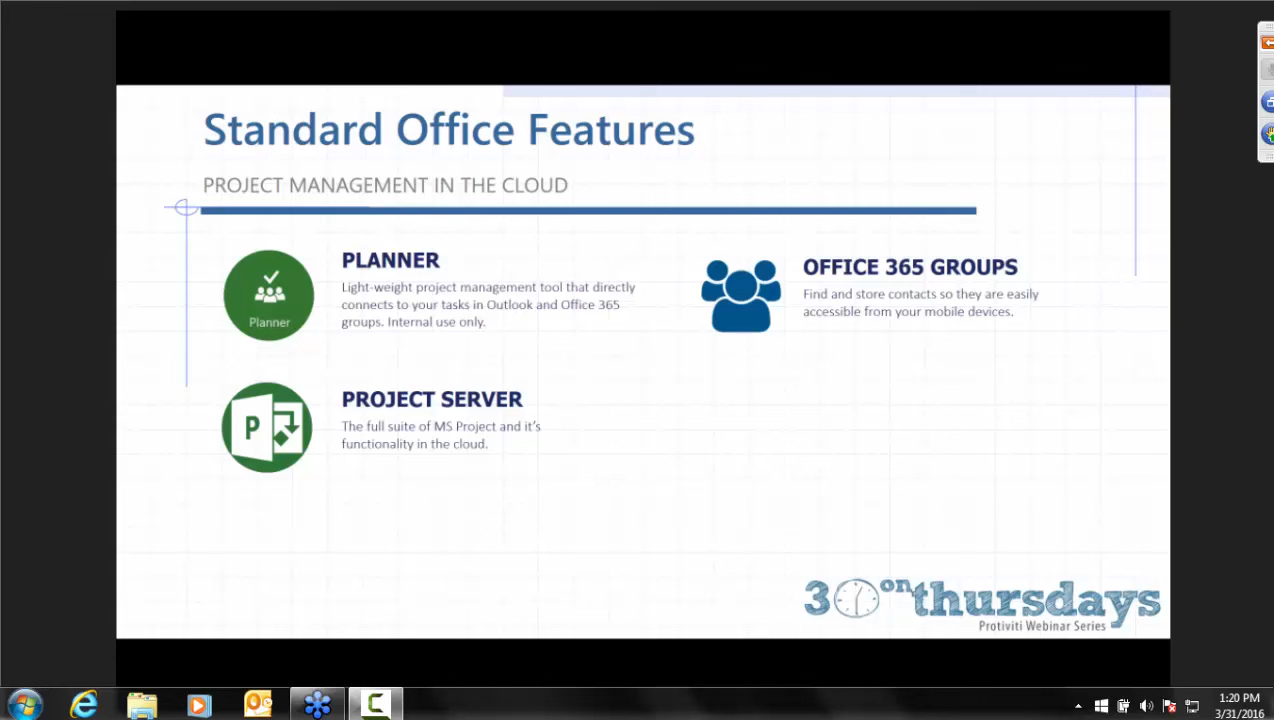 Standard Office Features
PROJECT MANAGEMENT IN THE CLOUD
PLANNER
Light-weight project management tool that directly
connects to your tasks in Outlook and Office 365
groups. Internal use only.
Planner
OFFICE 365 GROUPS
Find and store contacts so they are easily
accessible from your mobile devices.
PROJECT SERVER
The full suite of MS Project and it's
functionality in the cloud.
P
30 on thursdays
Protiviti Webinar Series
1:20 PM
3/31/2016